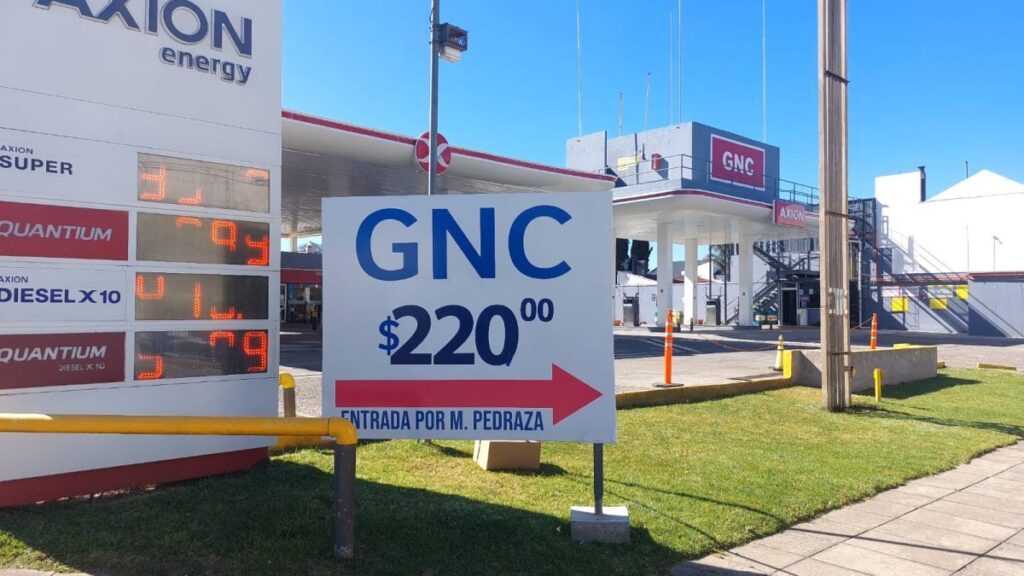 AXION
energy
AXION
SUPER
QUANTIUM
AXION
DIESEL X10
QUANTIUM
DIESEL X10
GNC
$220,00
ENTRADA POR M. PEDRAZA
GNC
AXION